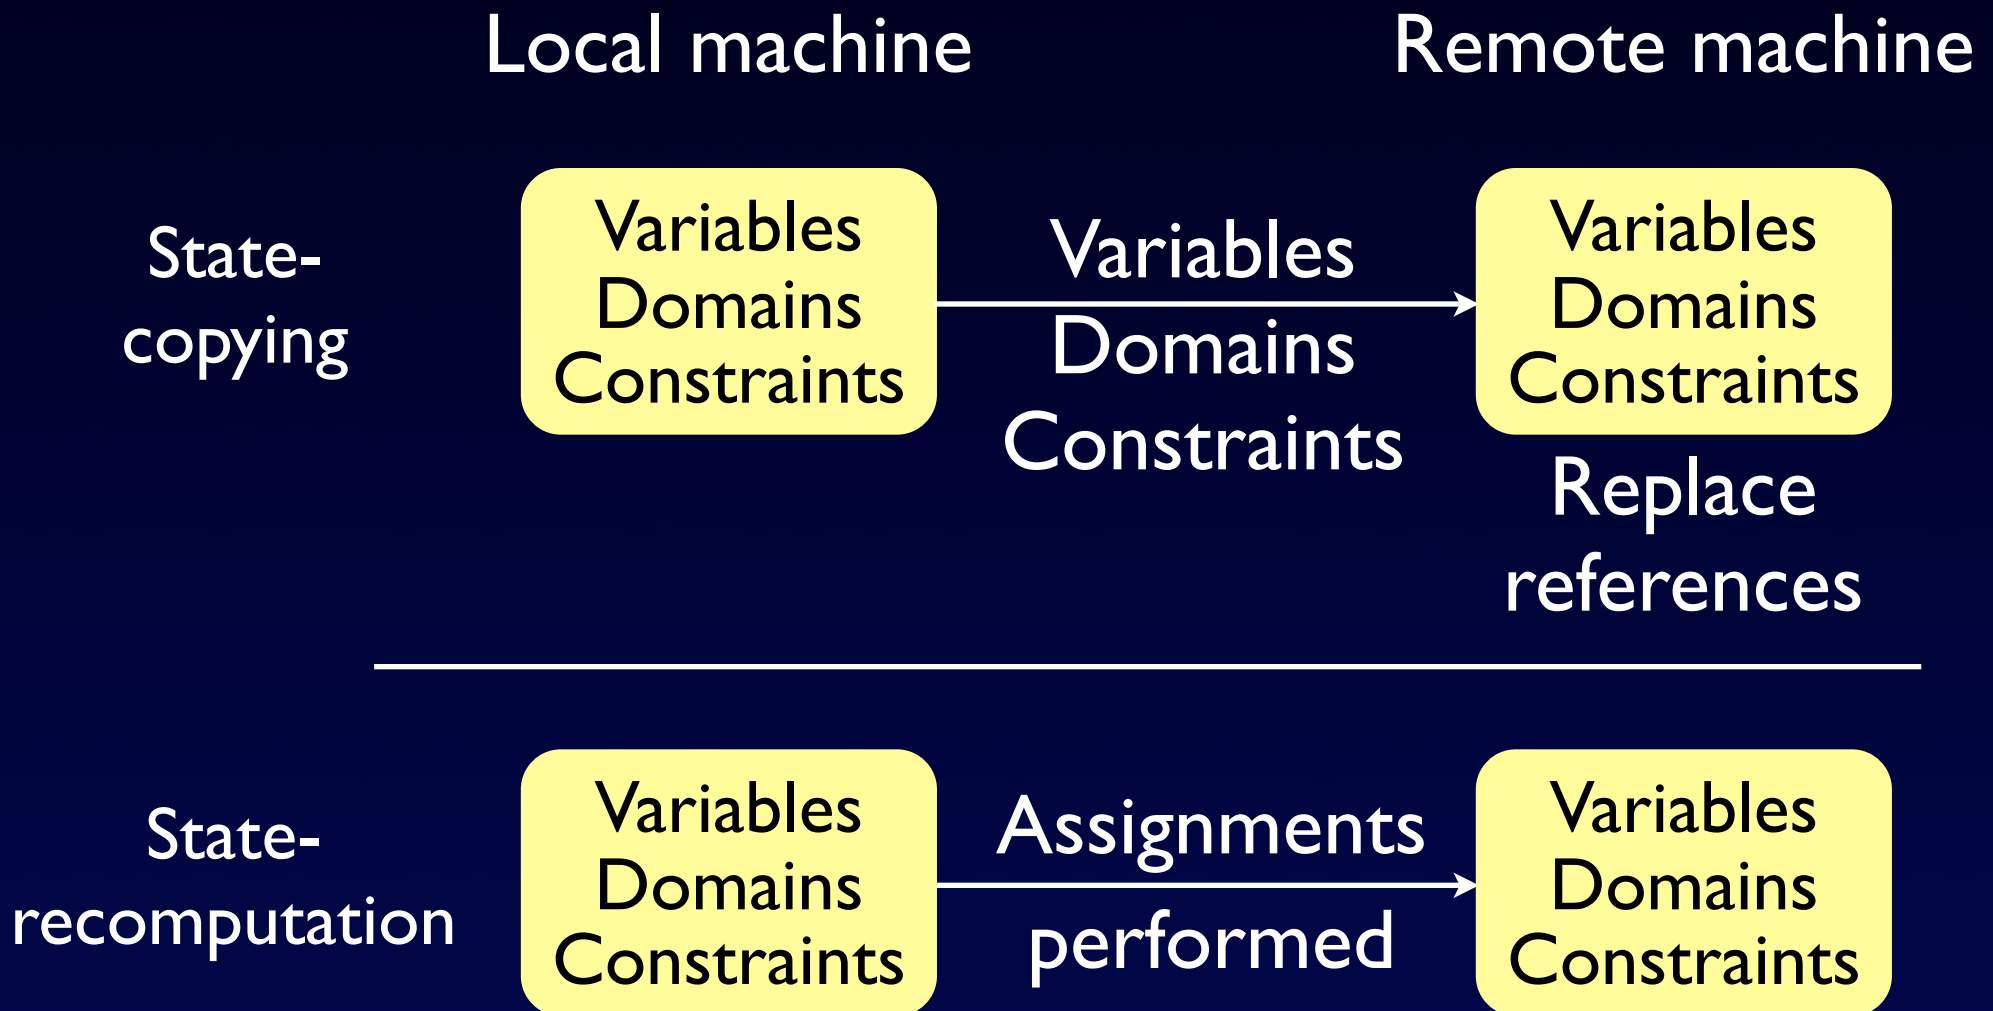 Local machine
Remote machine
State-
copying
Variables
Domains
Constraints
Variables
Domains
Constraints
Variables
Domains
Constraints
Replace
references
State-
recomputation
Variables
Domains
Constraints
Assignments
performed
Variables
Domains
Constraints